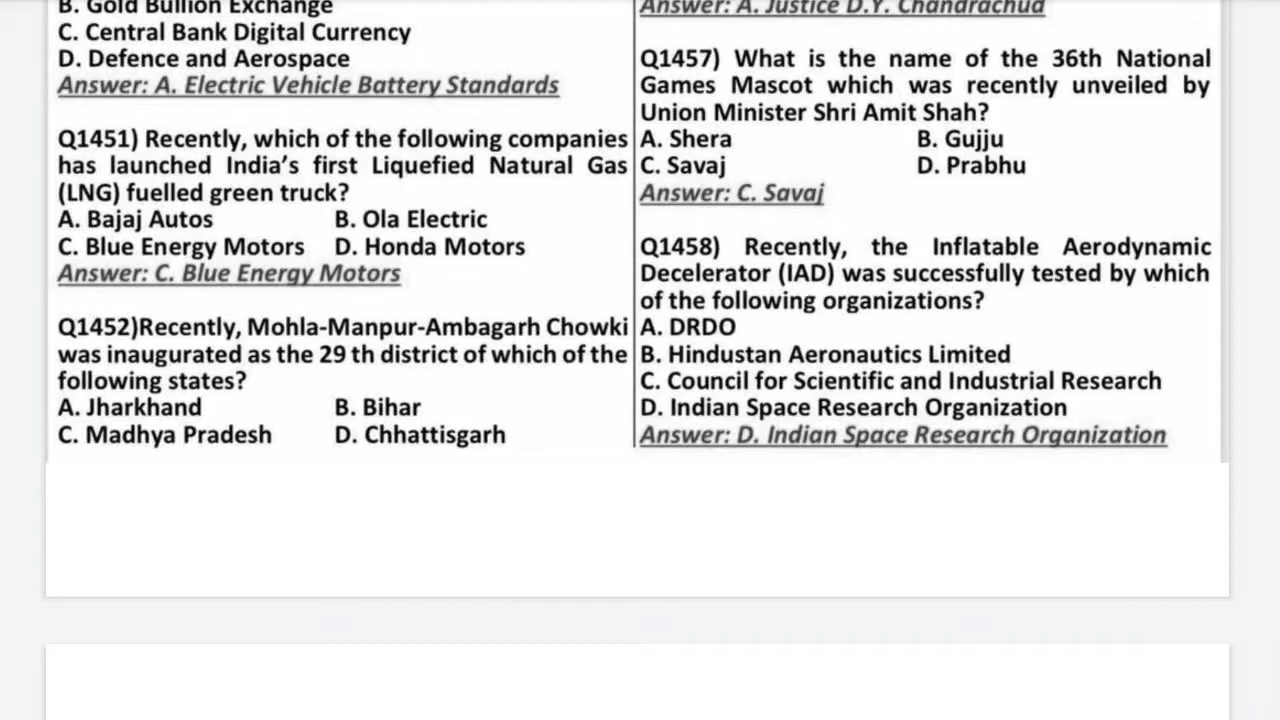 B. Gold Bullion Exchange
C. Central Bank Digital Currency
D. Defence and Aerospace
Answer: A. Electric Vehicle Battery Standards
Q1451) Recently, which of the following companies
has launched India’s first Liquefied Natural Gas
(LNG) fuelled green truck?
A. Bajaj Autos B. Ola Electric
C. Blue Energy Motors D. Honda Motors
Answer: C. Blue Energy Motors
Q1452)Recently, Mohla-Manpur-Ambagarh Chowki
was inaugurated as the 29 th district of which of the
following states?
A. Jharkhand B. Bihar
C. Madhya Pradesh D. Chhattisgarh
Answer: A. Justice D.Y. Chandrachud
Q1457) What is the name of the 36th National
Games Mascot which was recently unveiled by
Union Minister Shri Amit Shah?
A. Shera B. Gujju
C. Savaj D. Prabhu
Answer: C. Savaj
Q1458) Recently, the Inflatable Aerodynamic
Decelerator (IAD) was successfully tested by which
of the following organizations?
A. DRDO
B. Hindustan Aeronautics Limited
C. Council for Scientific and Industrial Research
D. Indian Space Research Organization
Answer: D. Indian Space Research Organization